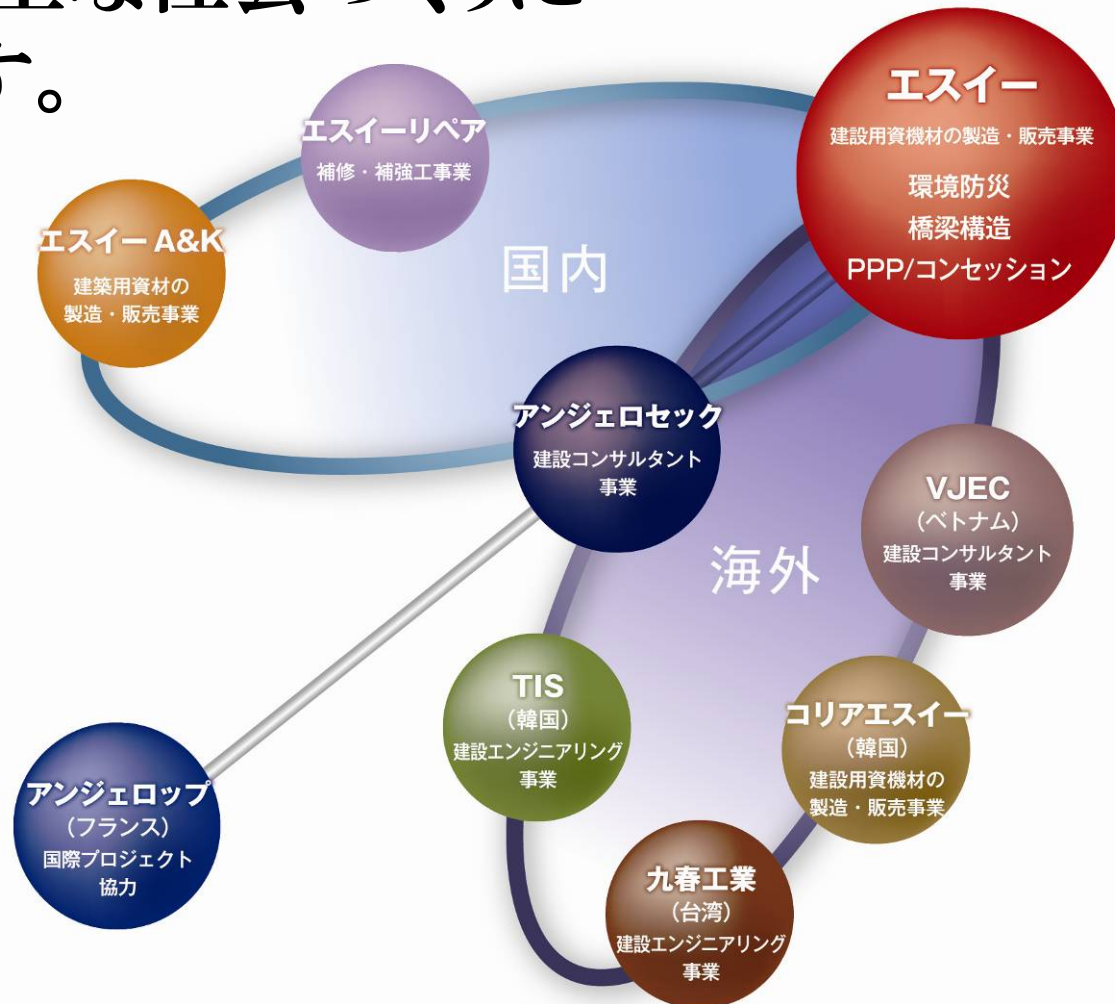 な社会づくりに
す。
エスイー
建設用資機材の製造・販売事業
環境防災
橋梁構造
PPP/コンセッション
エスイーリペア
補修・補強工事業
エスイー A&K
建築用資材の
製造・販売事業
国内
アンジェロセック
建設コンサルタント
事業
海外
VJEC
（ベトナム）
建設コンサルタント
事業
TIS
（韓国）
建設エンジニアリング
事業
コリアエスイー
（韓国）
建設用資機材の
製造・販売事業
アンジェロップ
（フランス）
国際プロジェクト
協力
九春工業
（台湾）
建設エンジニアリング
事業